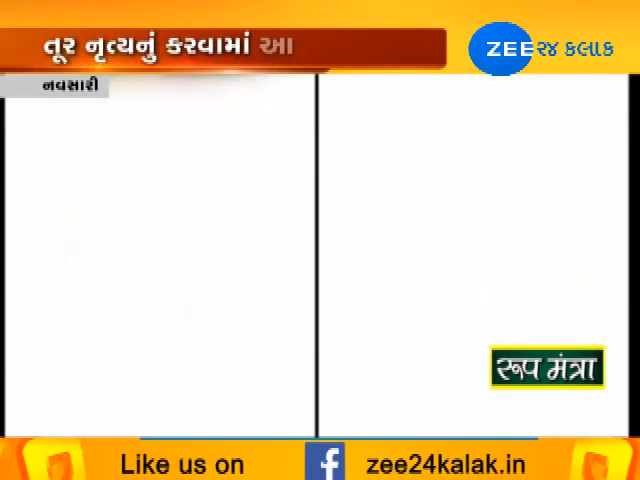 તૂર નૃત્યનું કરવામાં આ
ZEE ૨૪ કલાક
નવસારી
રૂપ મંત્રા
Like us on f zee24kalak.in